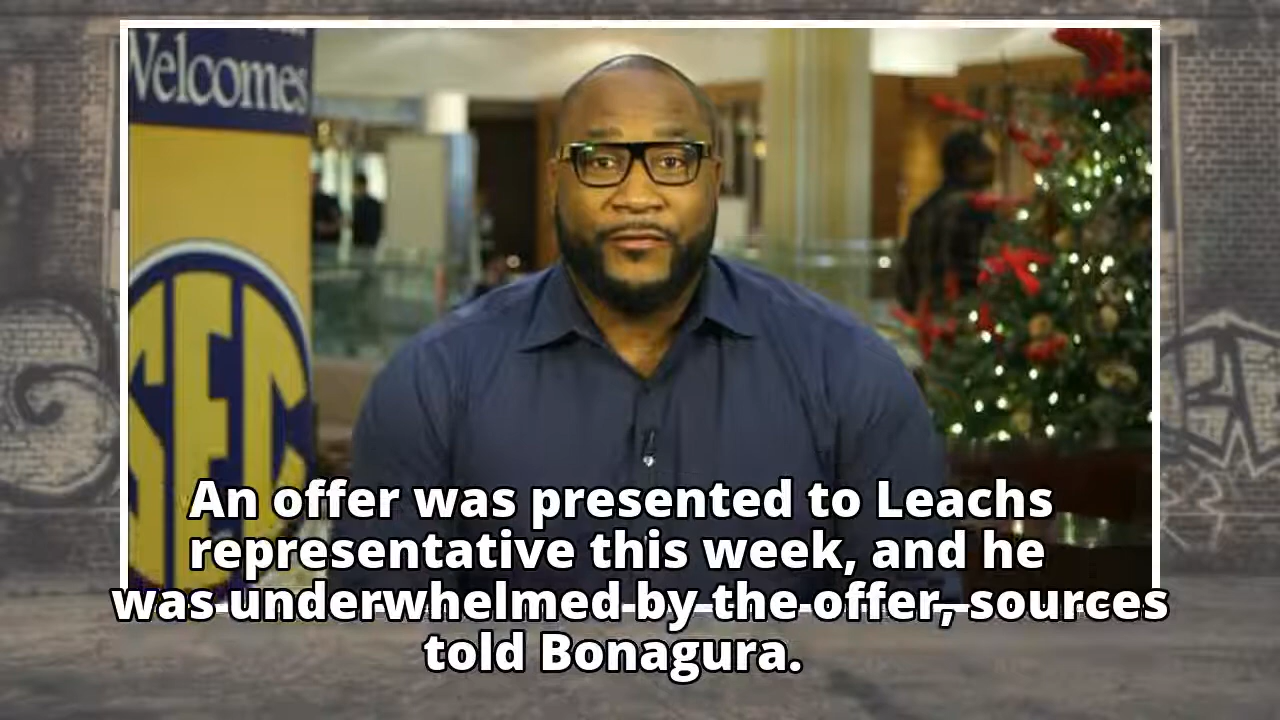 Welcomes
SEC
An offer was presented to Leachs
representative this week, and he
was underwhelmed by the offer, sources
told Bonagura.